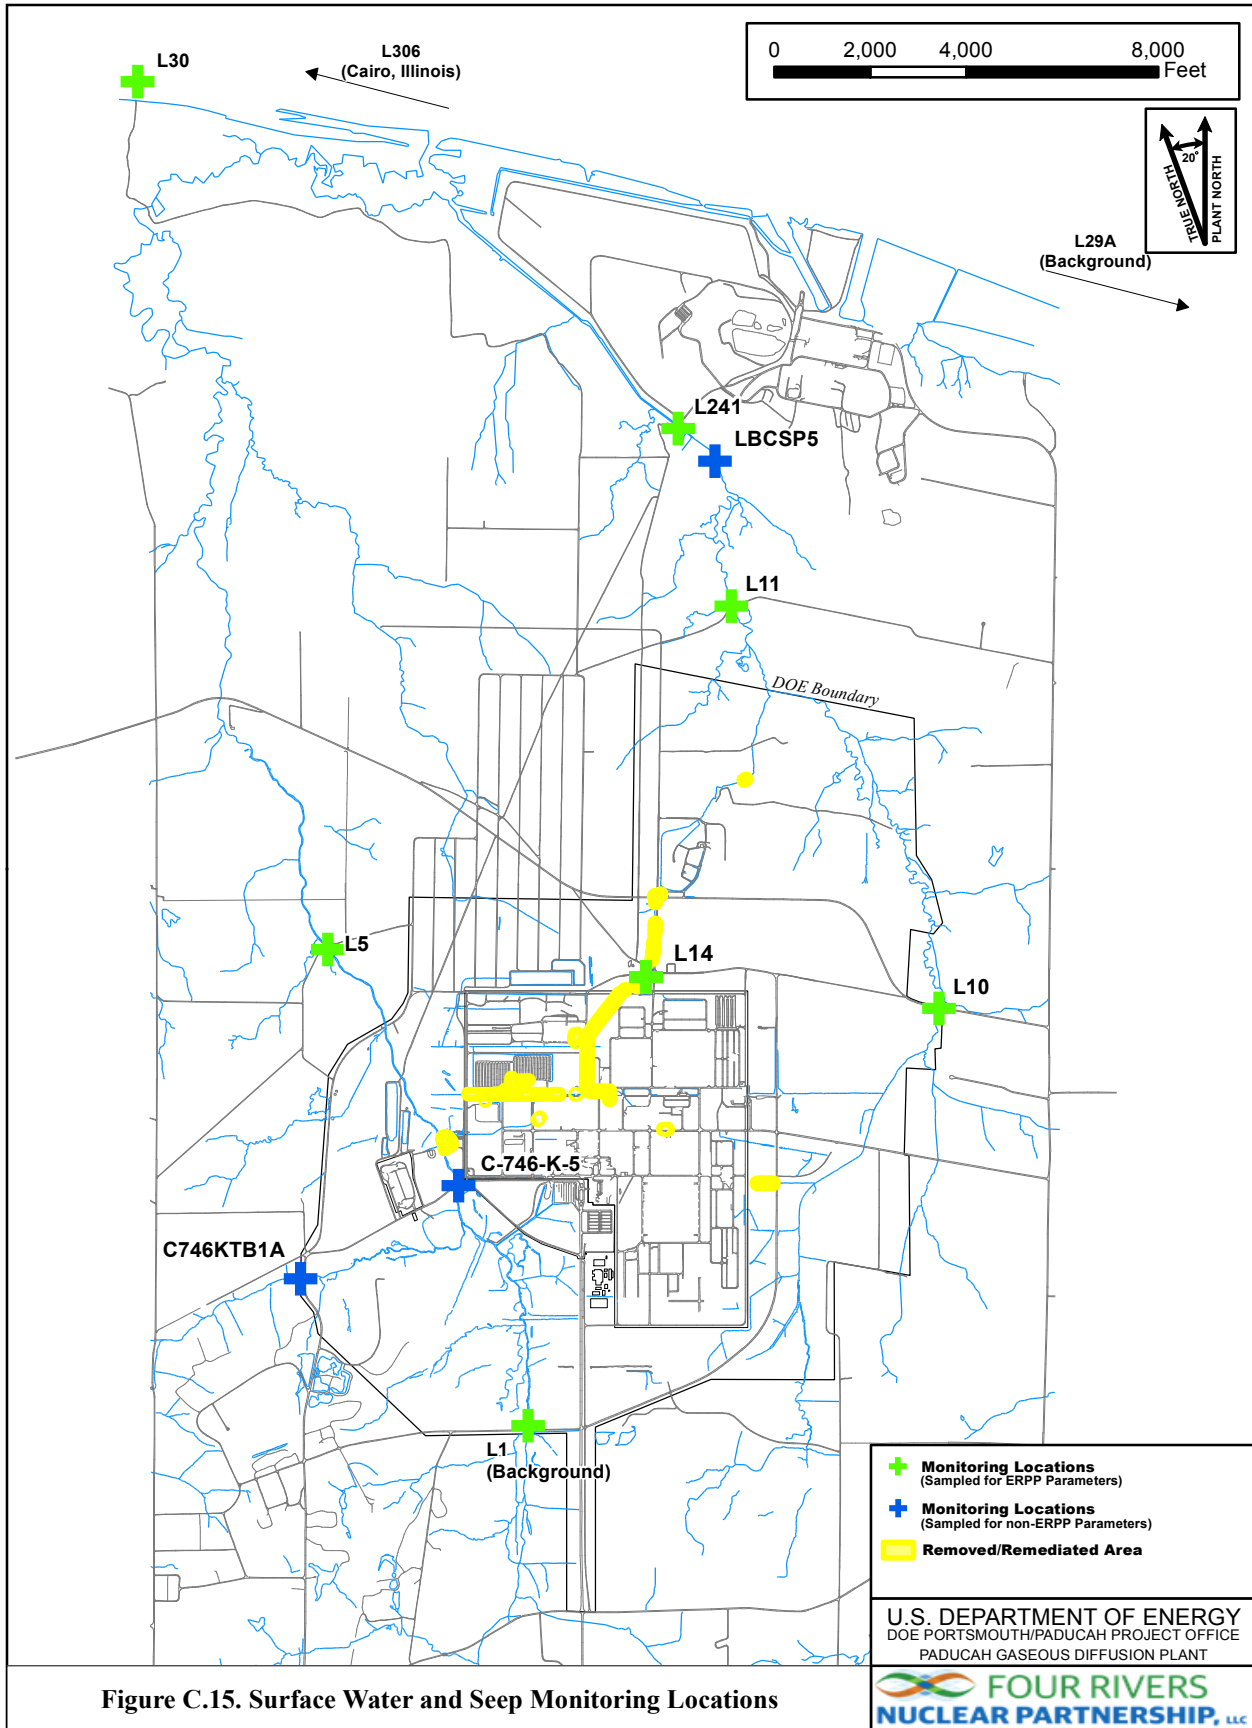 L30
L306
(Cairo, Illinois)
0 2,000 4,000 8,000
Feet
20°
TRUE NORTH
PLANT NORTH
L29A
(Background)
L241
LBCSP5
L11
DOE Boundary
L5
L14
L10
C-746-K-5
C746KTB1A
L1
(Background)
Monitoring Locations
(Sampled for ERPP Parameters)
Monitoring Locations
(Sampled for non-ERPP Parameters)
Removed/Remediated Area
U.S. DEPARTMENT OF ENERGY
DOE PORTSMOUTH/PADUCAH PROJECT OFFICE
PADUCAH GASEOUS DIFFUSION PLANT
FOUR RIVERS
NUCLEAR PARTNERSHIP, LLC
Figure C.15. Surface Water and Seep Monitoring Locations